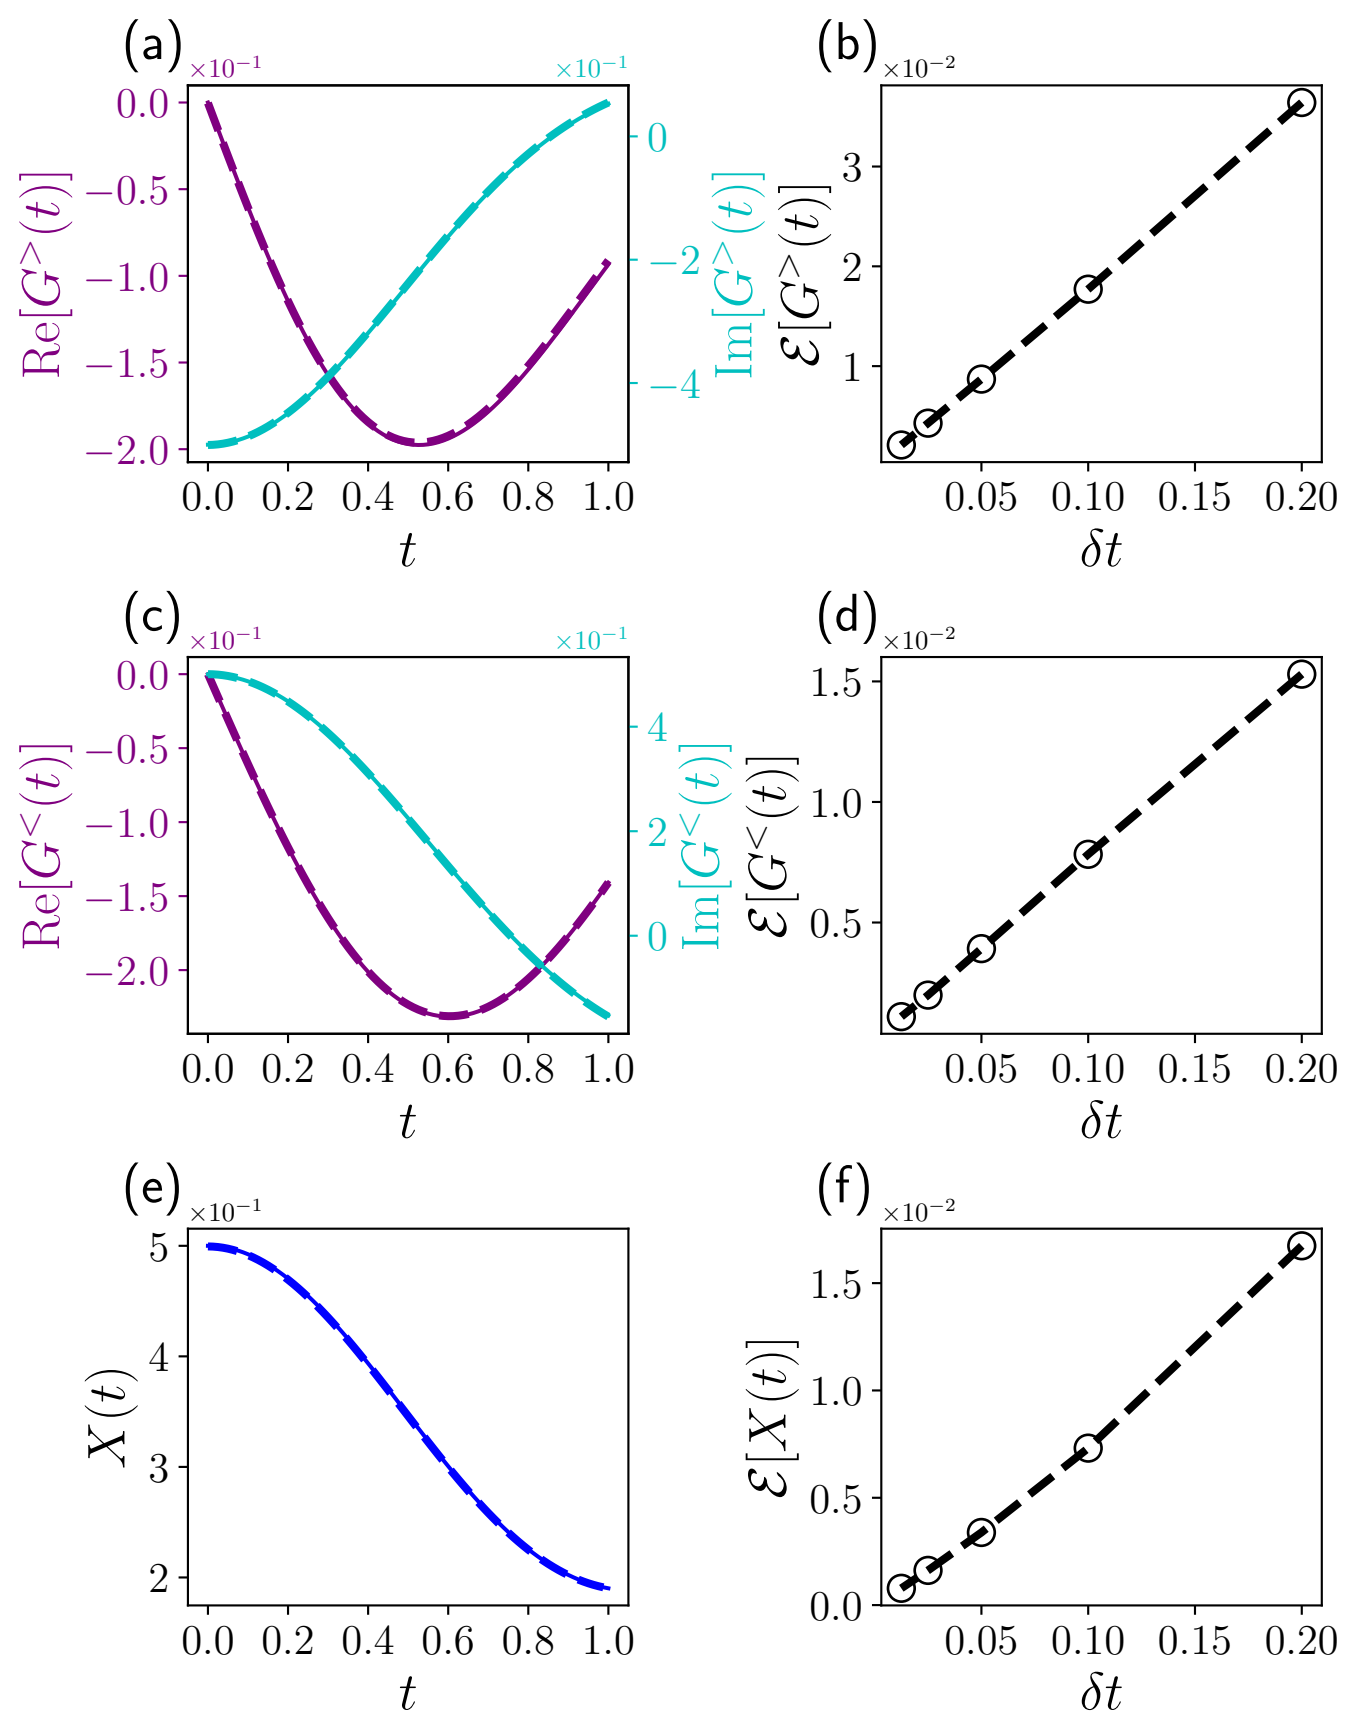 (a)
×10⁻¹
×10⁻¹
Re[G^>(t)]
0.0
−0.5
−1.0
−1.5
−2.0
0
−2
−4
Im[G^>(t)]
0.0 0.2 0.4 0.6 0.8 1.0
t
(b)
×10⁻²
ℰ[G^>(t)]
3
2
1
0.05 0.10 0.15 0.20
δt
(c)
×10⁻¹
×10⁻¹
Re[G^<(t)]
0.0
−0.5
−1.0
−1.5
−2.0
4
2
0
Im[G^<(t)]
0.0 0.2 0.4 0.6 0.8 1.0
t
(d)
×10⁻²
ℰ[G^<(t)]
1.5
1.0
0.5
0.05 0.10 0.15 0.20
δt
(e)
×10⁻¹
X(t)
5
4
3
2
0.0 0.2 0.4 0.6 0.8 1.0
t
(f)
×10⁻²
ℰ[X(t)]
1.5
1.0
0.5
0.0
0.05 0.10 0.15 0.20
δt